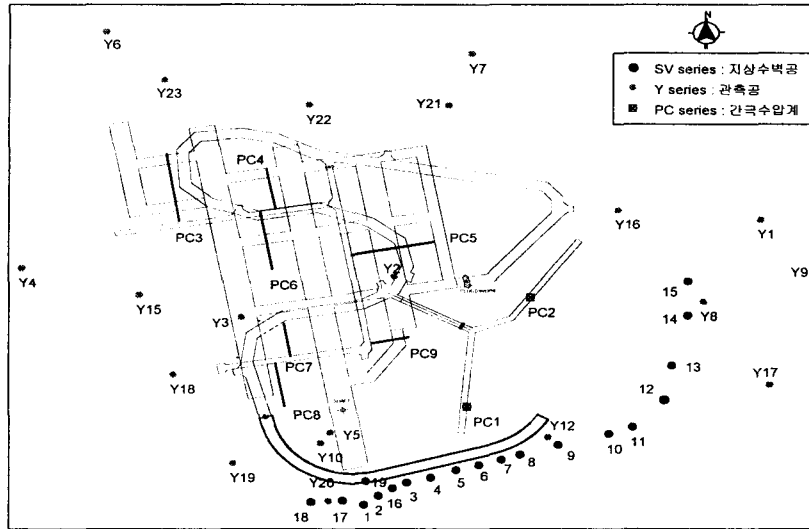 N
Y6
Y7
SV series : 지상수벽공
Y series : 관측공
PC series : 간극수압계
Y23
Y22
Y21
PC4
PC3
PC5
Y16
Y1
Y4
Y2
Y9
PC6
Y15
15
PC2
Y8
Y3
14
PC9
PC7
13
Y18
Y17
12
PC8
PC1
Y5
Y12
11
Y10
10
9
8
Y19
7
6
Y20
19
5
4
3
16
2
18
17
1